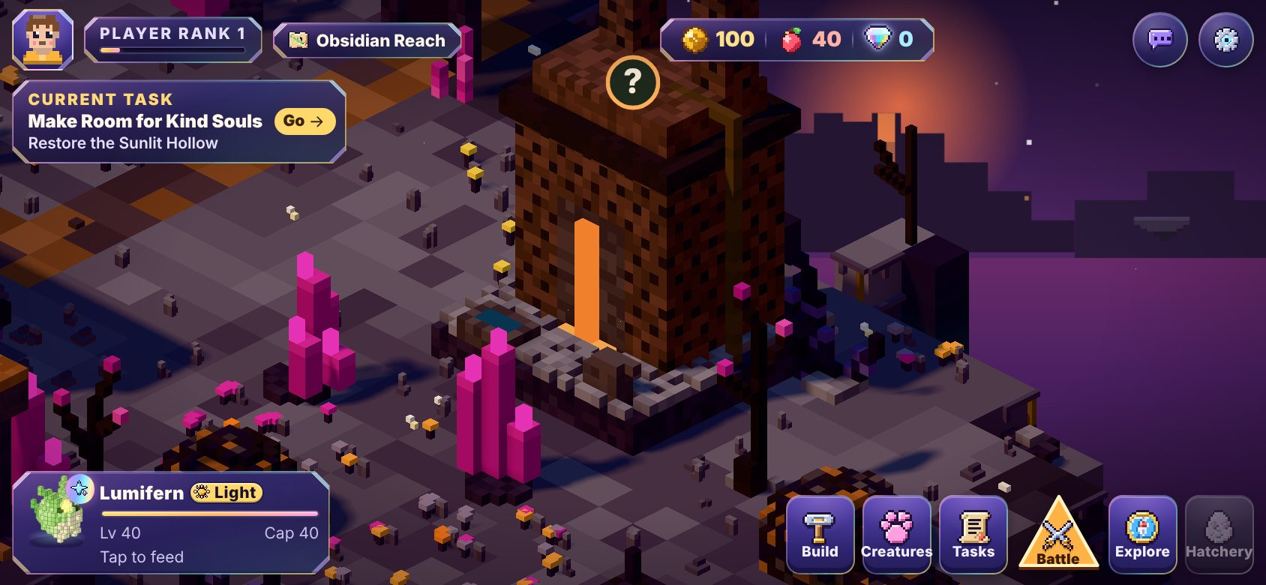 PLAYER RANK 1
Obsidian Reach
100
40
0
?
CURRENT TASK
Make Room for Kind Souls
Go →
Restore the Sunlit Hollow
Lumifern
Light
Lv 40
Cap 40
Tap to feed
Build
Creatures
Tasks
Battle
Explore
Hatchery